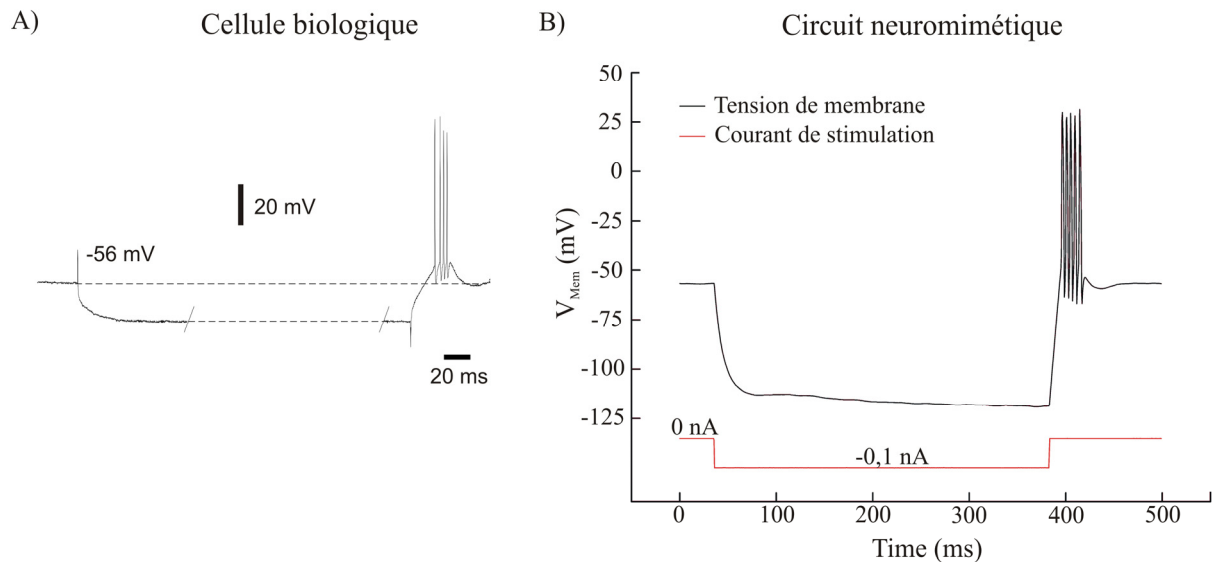 A)
Cellule biologique
20 mV
-56 mV
20 ms
B)
Circuit neuromimétique
50
25
0
-25
-50
-75
-100
-125
V_Mem (mV)
Tension de membrane
Courant de stimulation
0 nA
-0,1 nA
0
100
200
300
400
500
Time (ms)